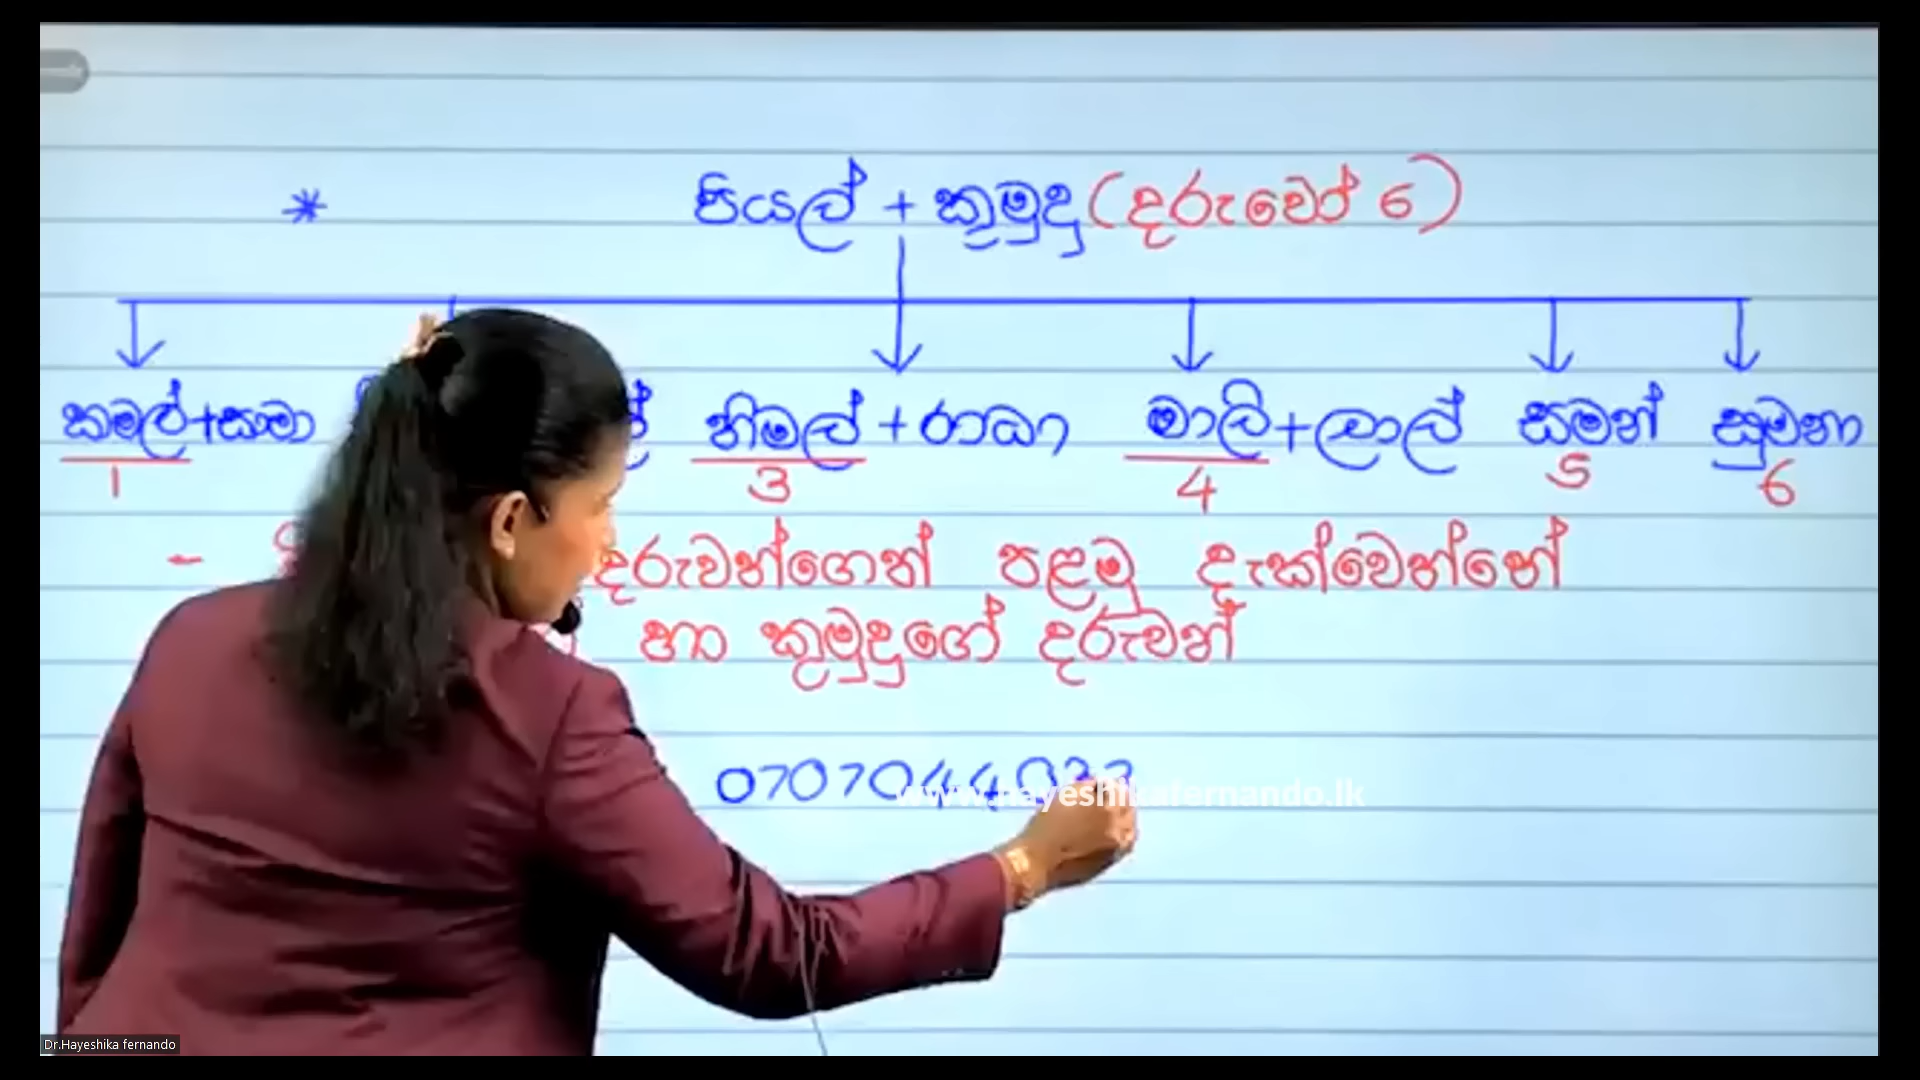 * පියල් + කුමුදු (දරුවෝ 6)
කමල්+සමා නිමල් + රාධා මාලි+ලාල් සමන් සුමනා
1 3 4 5 6
- දරුවන්ගෙන් පළමු දැක්වෙන්නේ
හා කුමුදුගේ දරුවන්
07070440
www.hayeshikafernando.lk
Dr.Hayeshika fernando